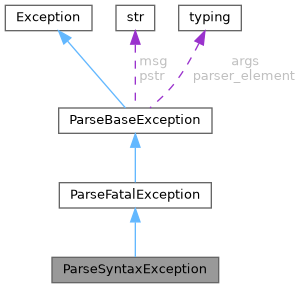 Exception
str
typing
msg
pstr
args
parser_element
ParseBaseException
ParseFatalException
ParseSyntaxException